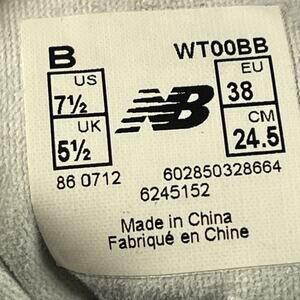 B WT00BB
US EU
7½ 38
UK CM
5½ 24.5
86 0712 602850328664
6245152
Made in China
Fabriqué en Chine